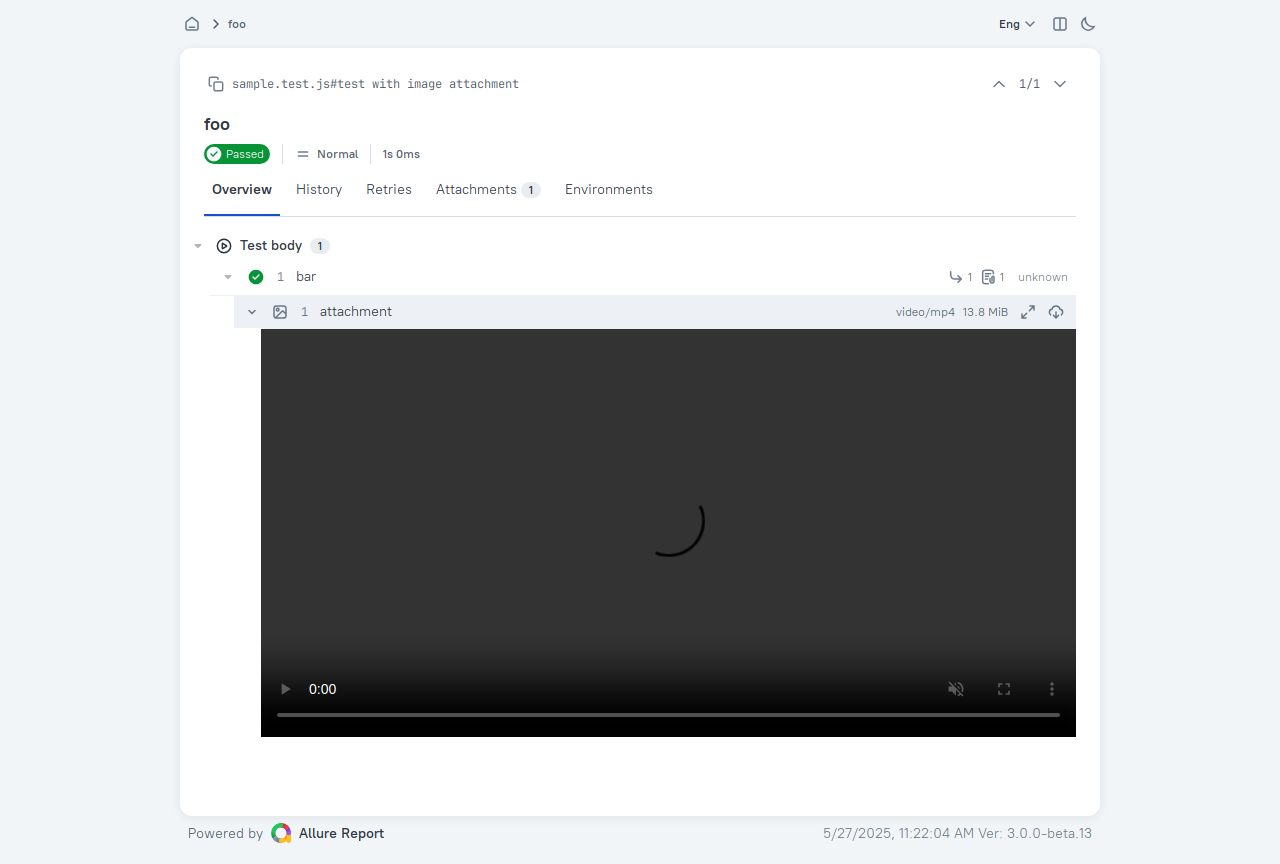 foo Eng
sample.test.js#test with image attachment 1/1
foo
Passed Normal 1s 0ms
Overview History Retries Attachments 1 Environments
Test body 1
1 bar 1 1 unknown
1 attachment video/mp4 13.8 MiB
0:00
Powered by Allure Report 5/27/2025, 11:22:04 AM Ver: 3.0.0-beta.13